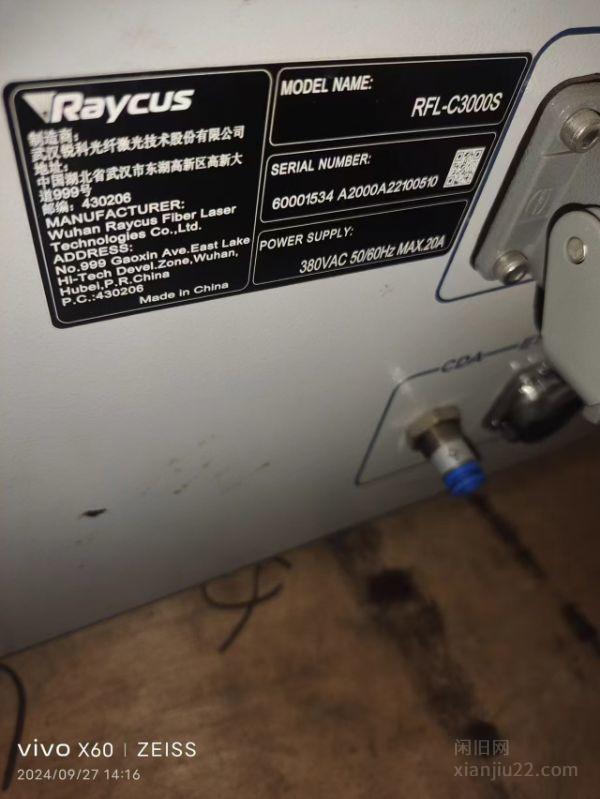 Raycus
制造商:
武汉锐科光纤激光技术股份有限公司
地址:
中国湖北省武汉市东湖高新区高新大
道999号
邮编: 430206
MANUFACTURER:
Wuhan Raycus Fiber Laser
Technologies Co.,Ltd.
ADDRESS:
No.999 Gaoxin Ave.East Lake
Hi-Tech Devel.Zone,Wuhan,
Hubei,P.R.China
P.C.:430206
Made in China
MODEL NAME:
RFL-C3000S
SERIAL NUMBER:
60001534 A2000A22100510
POWER SUPPLY:
380VAC 50/60Hz MAX.20A
CDA
vivo X60 | ZEISS
2024/09/27 14:16
闲旧网
xianjiu22.com